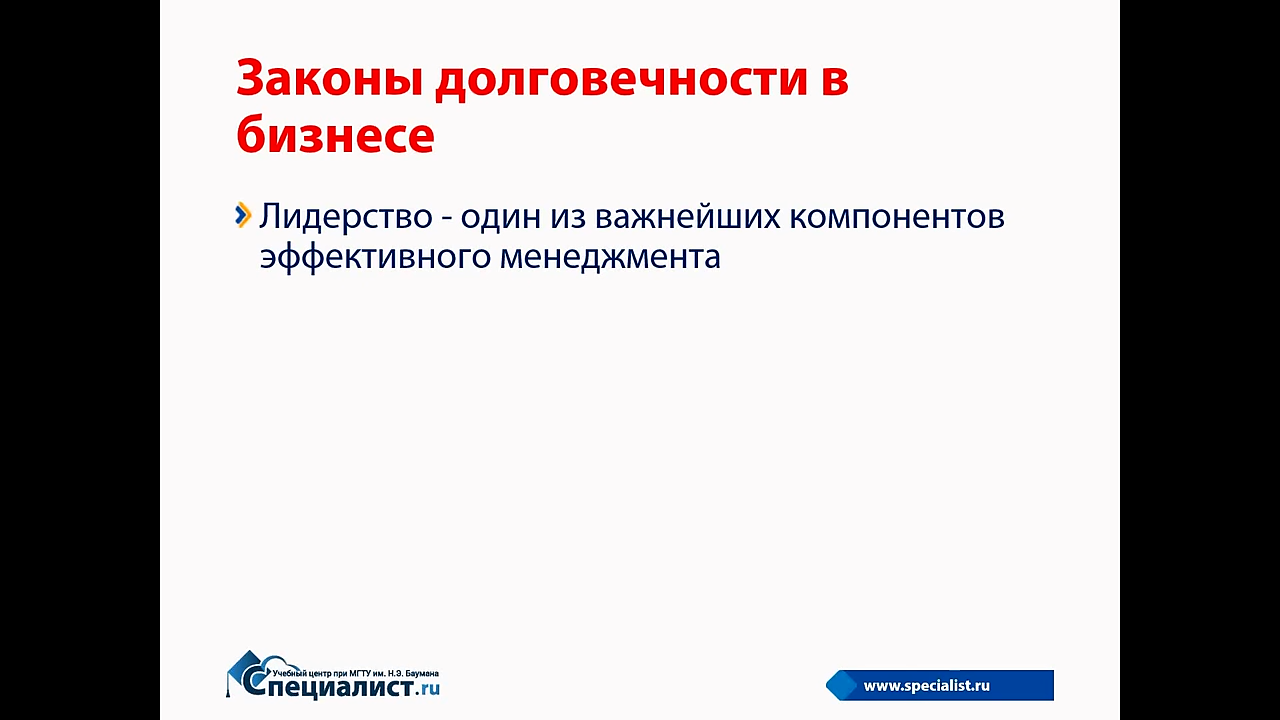 Законы долговечности в
бизнесе
Лидерство - один из важнейших компонентов
эффективного менеджмента
Учебный центр при МГТУ им. Н.Э. Баумана
Специалист.ru
www.specialist.ru